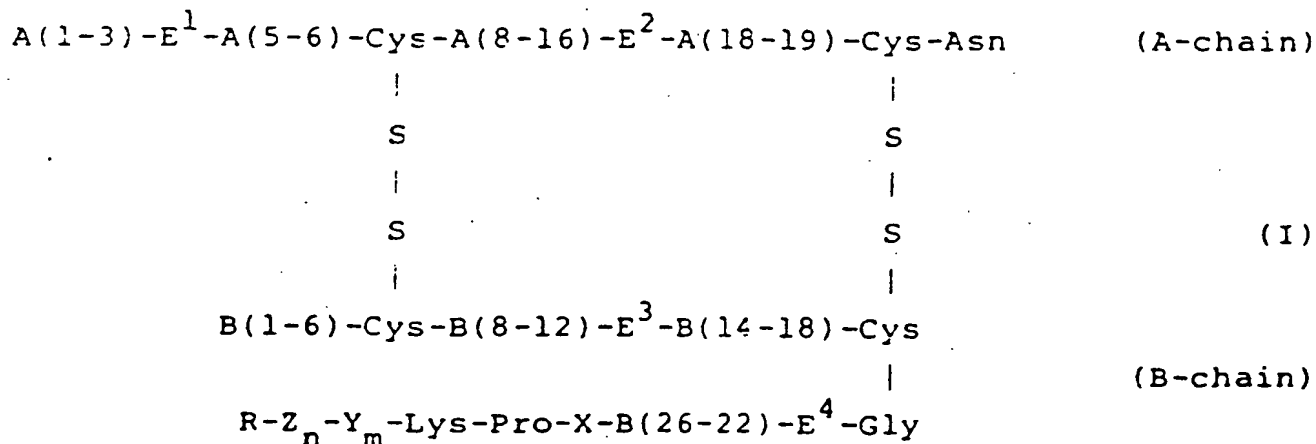 A(1-3)-E¹-A(5-6)-Cys-A(8-16)-E²-A(18-19)-Cys-Asn (A-chain)
| |
S S
| |
S S (I)
| |
B(1-6)-Cys-B(8-12)-E³-B(14-18)-Cys
| (B-chain)
R-Zₙ-Yₘ-Lys-Pro-X-B(26-22)-E⁴-Gly